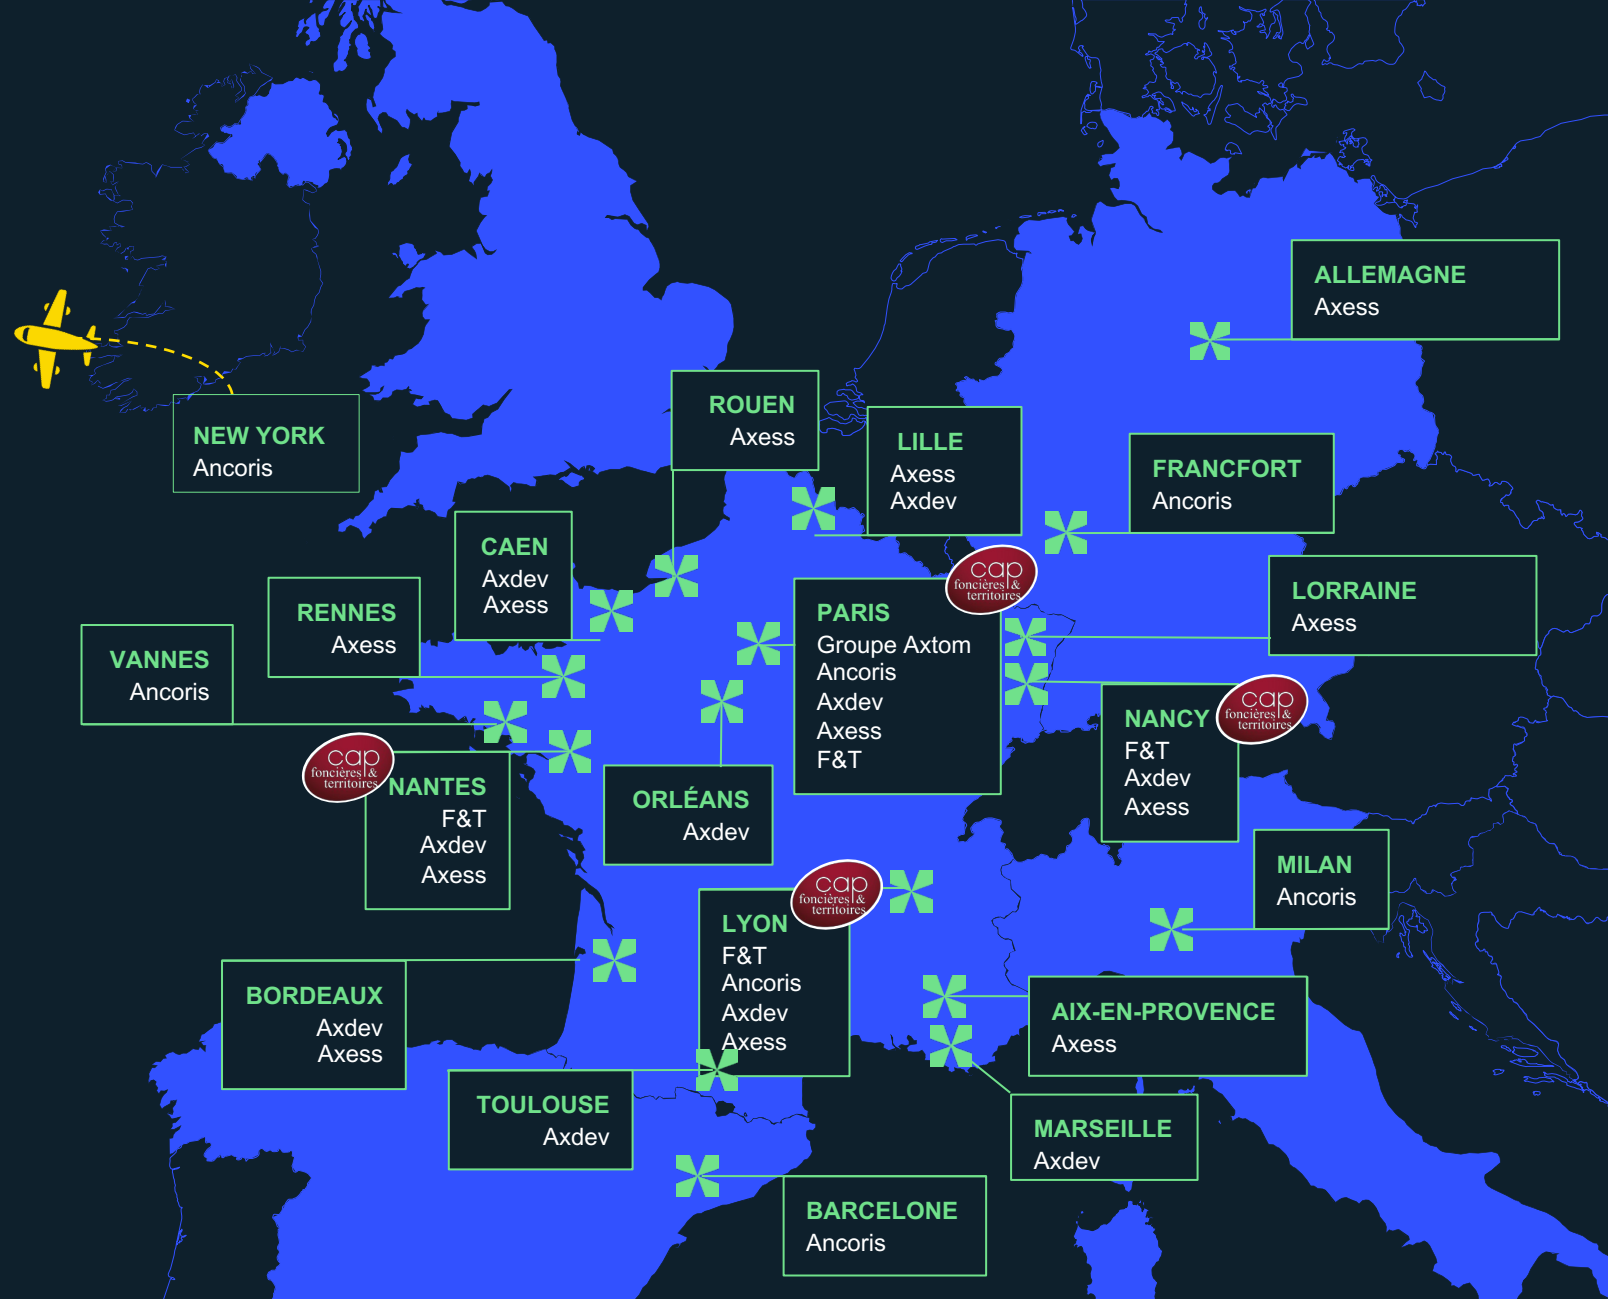 ALLEMAGNE
Axess
NEW YORK
Ancoris
ROUEN
Axess
LILLE
Axess
Axdev
FRANCFORT
Ancoris
CAEN
Axdev
Axess
RENNES
Axess
VANNES
Ancoris
cap
foncières &
territoires
PARIS
Groupe Axtom
Ancoris
Axdev
Axess
F&T
LORRAINE
Axess
cap
foncières &
territoires
NANCY
F&T
Axdev
Axess
cap
foncières &
territoires
NANTES
F&T
Axdev
Axess
ORLÉANS
Axdev
MILAN
Ancoris
cap
foncières &
territoires
LYON
F&T
Ancoris
Axdev
Axess
BORDEAUX
Axdev
Axess
AIX-EN-PROVENCE
Axess
TOULOUSE
Axdev
MARSEILLE
Axdev
BARCELONE
Ancoris